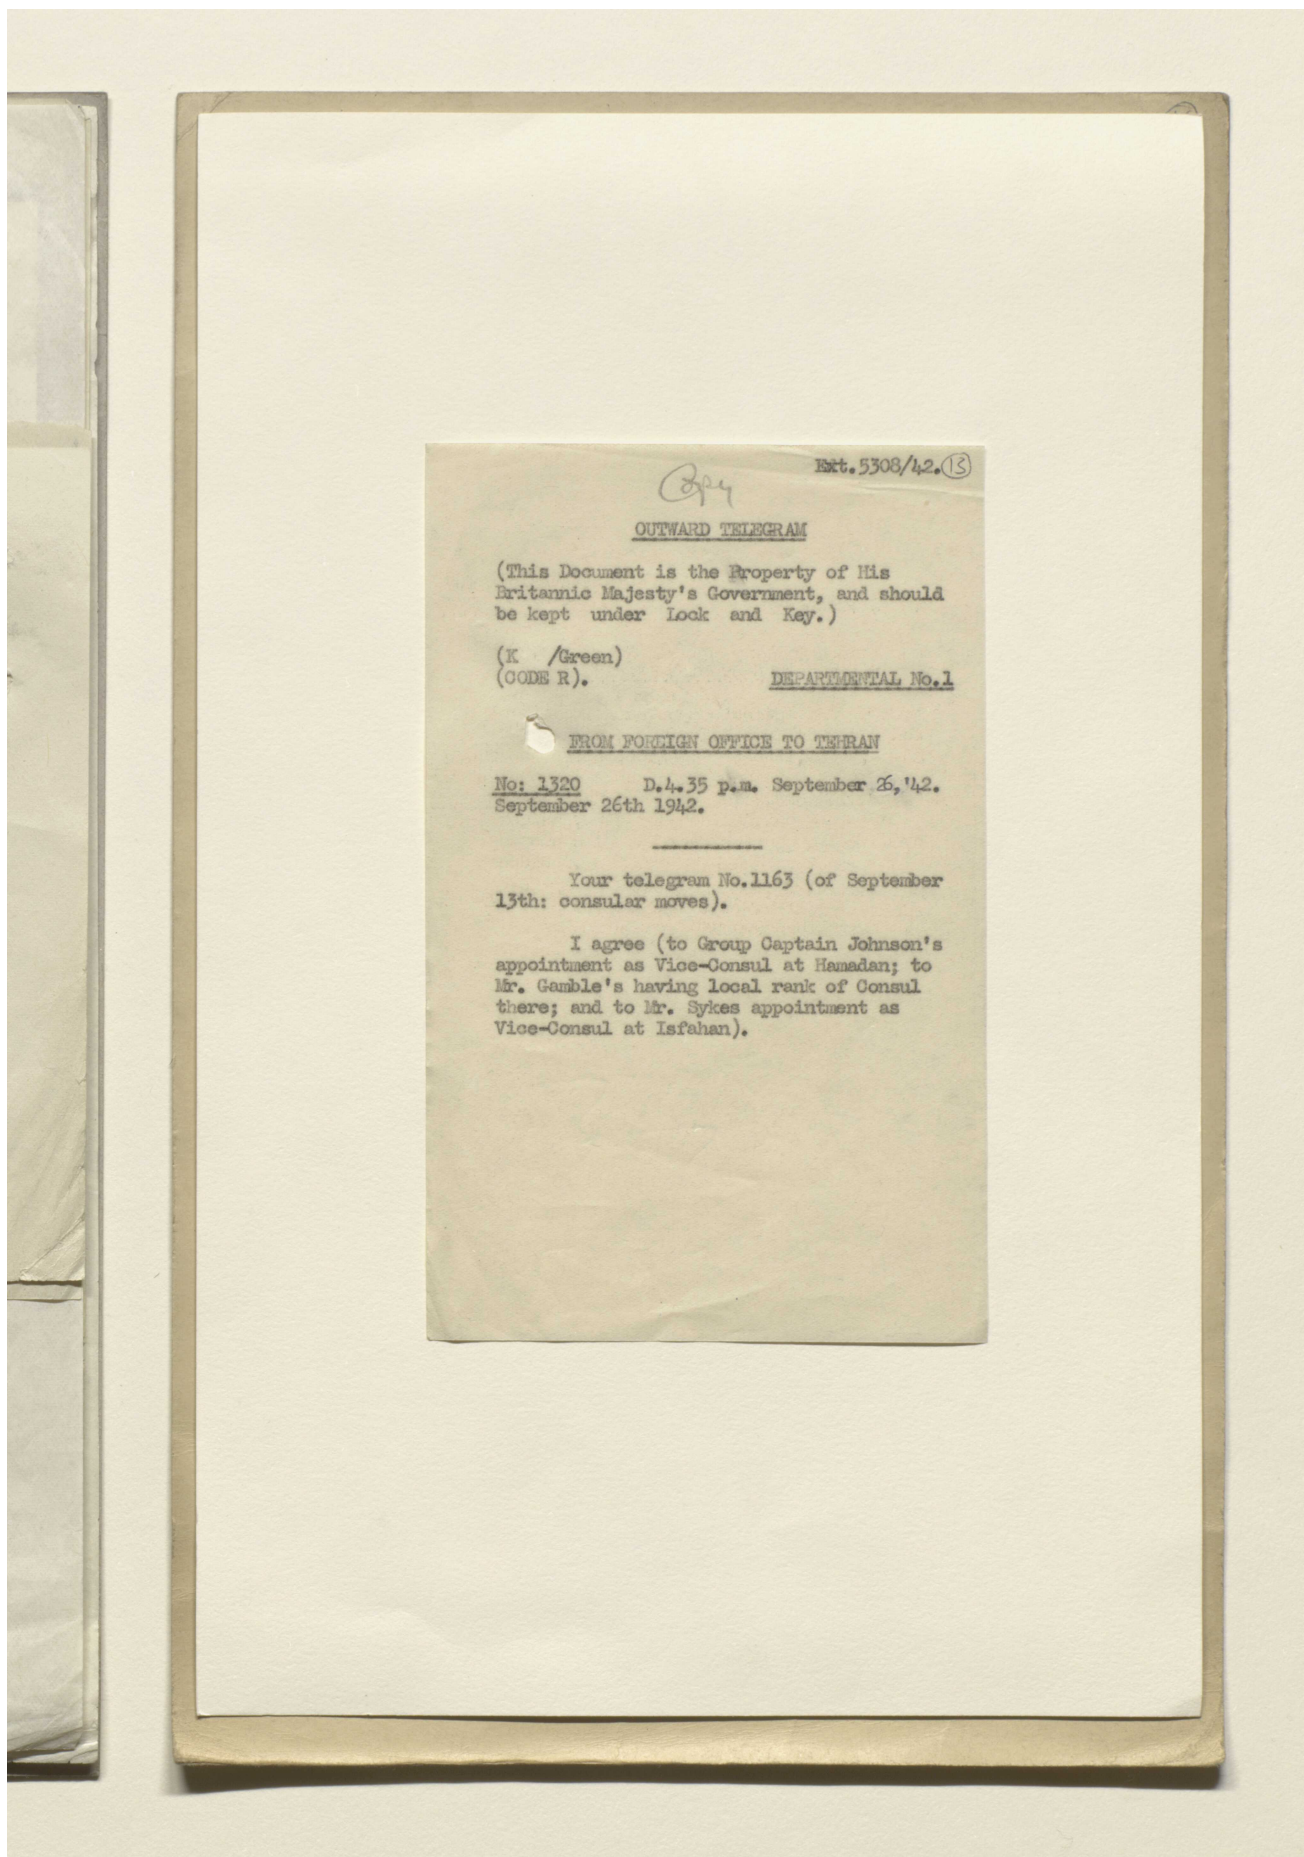 Ext.5308/42. 13
Copy
OUTWARD TELEGRAM
(This Document is the Property of His
Britannic Majesty's Government, and should
be kept under Lock and Key.)
(K /Green)
(CODE R).
DEPARTMENTAL No.1
FROM FOREIGN OFFICE TO TEHRAN
No: 1320 D.4.35 p.m. September 26,'42.
September 26th 1942.
Your telegram No.1163 (of September
13th: consular moves).
I agree (to Group Captain Johnson's
appointment as Vice-Consul at Hamadan; to
Mr. Gamble's having local rank of Consul
there; and to Mr. Sykes appointment as
Vice-Consul at Isfahan).